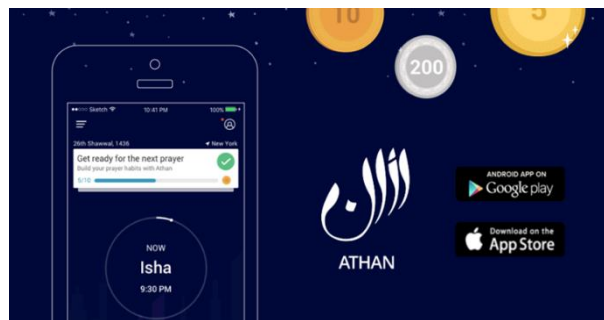 10
5
200
Sketch
10:41 PM
100%
26th Shawwal, 1436
New York
Get ready for the next prayer
Build your prayer habits with Athan
NOW
Isha
9:30 PM
أذان
ATHAN
ANDROID APP ON
Google play
Download on the
App Store